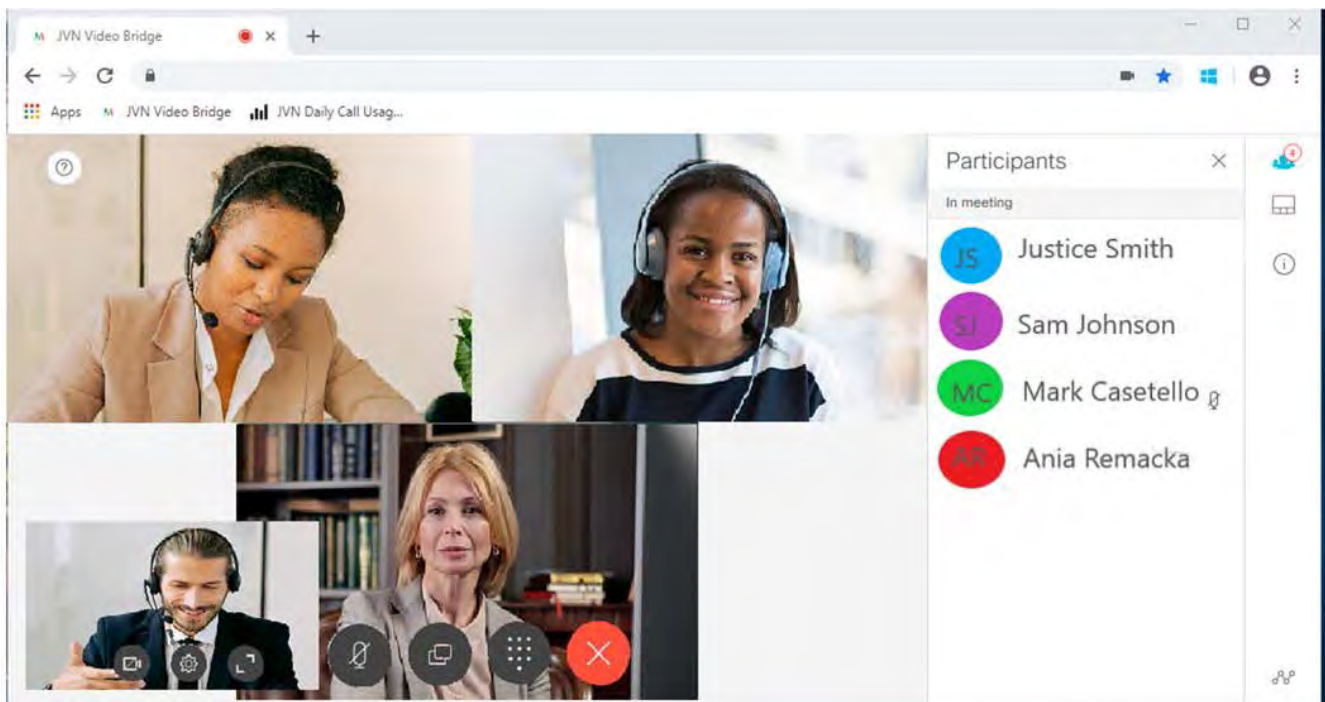 M JVN Video Bridge
Apps M JVN Video Bridge JVN Daily Call Usag...
Participants
4
In meeting
JS Justice Smith
SJ Sam Johnson
MC Mark Casetello
AR Ania Remacka